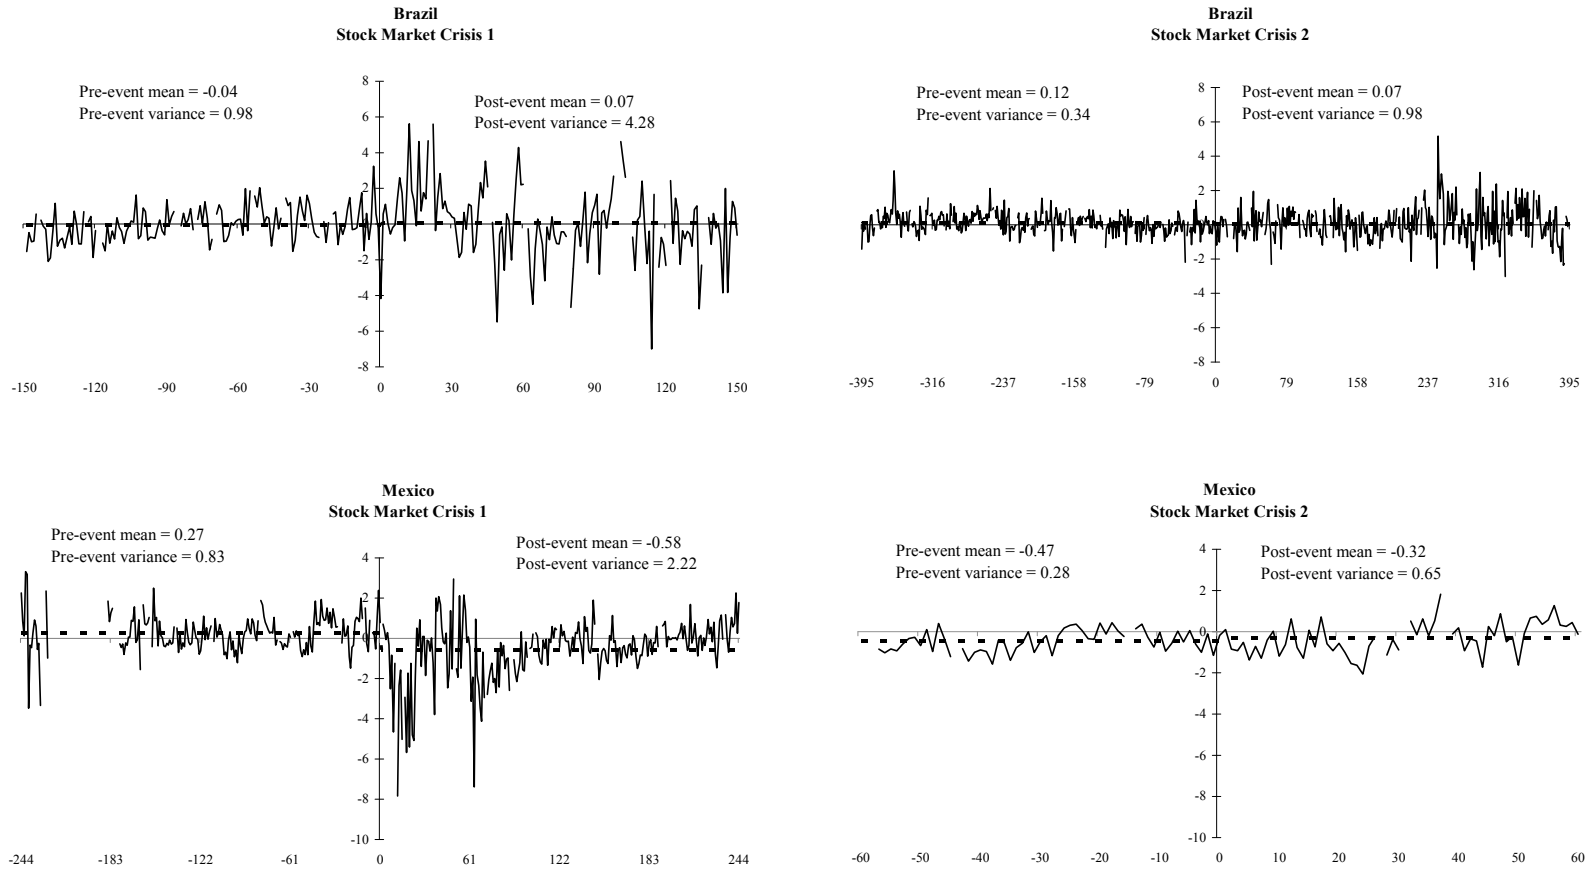 Brazil
Stock Market Crisis 1
Pre-event mean = -0.04
Pre-event variance = 0.98
Post-event mean = 0.07
Post-event variance = 4.28
8
6
4
2
0
-2
-4
-6
-8
-150 -120 -90 -60 -30 0 30 60 90 120 150
Brazil
Stock Market Crisis 2
Pre-event mean = 0.12
Pre-event variance = 0.34
Post-event mean = 0.07
Post-event variance = 0.98
8
6
4
2
0
-2
-4
-6
-8
-395 -316 -237 -158 -79 0 79 158 237 316 395
Mexico
Stock Market Crisis 1
Pre-event mean = 0.27
Pre-event variance = 0.83
Post-event mean = -0.58
Post-event variance = 2.22
4
2
0
-2
-4
-6
-8
-10
-244 -183 -122 -61 0 61 122 183 244
Mexico
Stock Market Crisis 2
Pre-event mean = -0.47
Pre-event variance = 0.28
Post-event mean = -0.32
Post-event variance = 0.65
4
2
0
-2
-4
-6
-8
-10
-60 -50 -40 -30 -20 -10 0 10 20 30 40 50 60